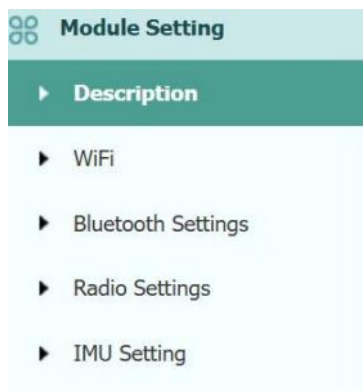 Module Setting
Description
WiFi
Bluetooth Settings
Radio Settings
IMU Setting